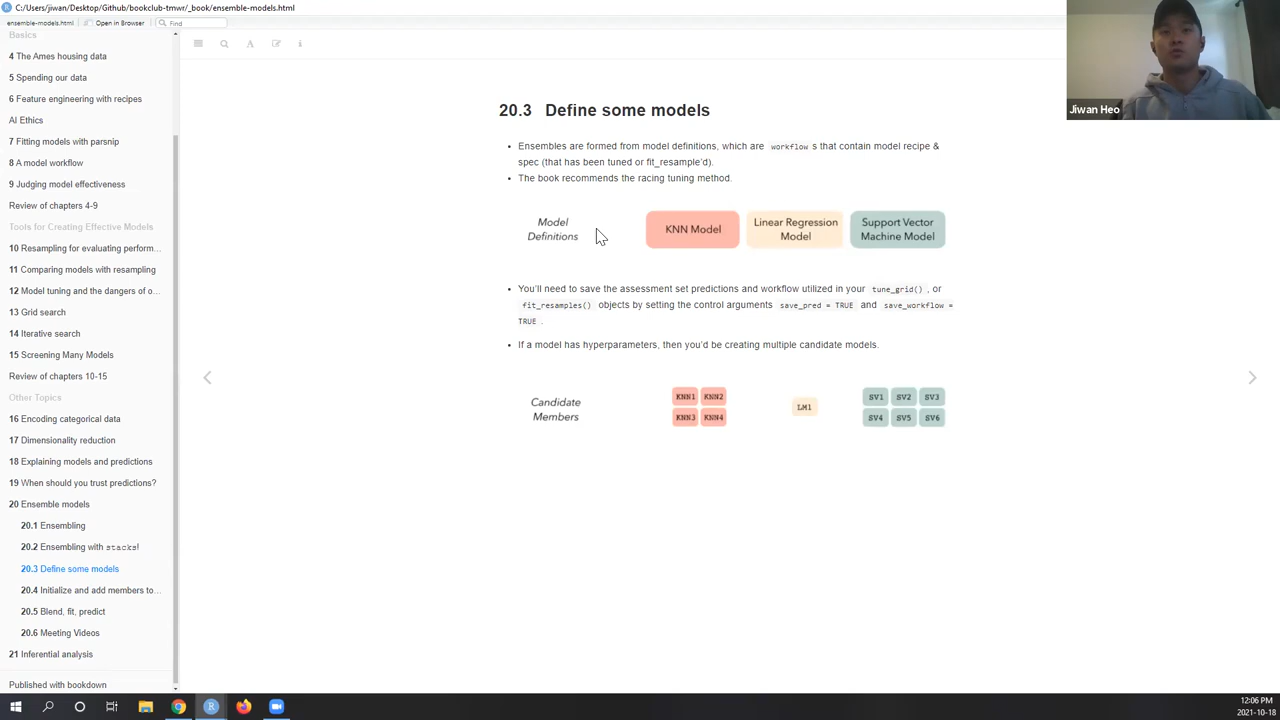 C:/Users/jiwan/Desktop/Github/bookclub-tmwr/_book/ensemble-models.html
ensemble-models.html
Open in Browser
Find
Basics
4 The Ames housing data
5 Spending our data
6 Feature engineering with recipes
AI Ethics
7 Fitting models with parsnip
8 A model workflow
9 Judging model effectiveness
Review of chapters 4-9
Tools for Creating Effective Models
10 Resampling for evaluating perform...
11 Comparing models with resampling
12 Model tuning and the dangers of o...
13 Grid search
14 Iterative search
15 Screening Many Models
Review of chapters 10-15
Other Topics
16 Encoding categorical data
17 Dimensionality reduction
18 Explaining models and predictions
19 When should you trust predictions?
20 Ensemble models
20.1 Ensembling
20.2 Ensembling with stacks!
20.3 Define some models
20.4 Initialize and add members to...
20.5 Blend, fit, predict
20.6 Meeting Videos
21 Inferential analysis
Published with bookdown
20.3 Define some models
• Ensembles are formed from model definitions, which are workflow s that contain model recipe &
spec (that has been tuned or fit_resample'd).
• The book recommends the racing tuning method.
Model
Definitions
KNN Model
Linear Regression
Model
Support Vector
Machine Model
• You'll need to save the assessment set predictions and workflow utilized in your tune_grid() , or
fit_resamples() objects by setting the control arguments save_pred = TRUE and save_workflow =
TRUE .
• If a model has hyperparameters, then you'd be creating multiple candidate models.
Candidate
Members
KNN1 KNN2
KNN3 KNN4
LM1
SV1 SV2 SV3
SV4 SV5 SV6
Jiwan Heo
12:06 PM
2021-10-18